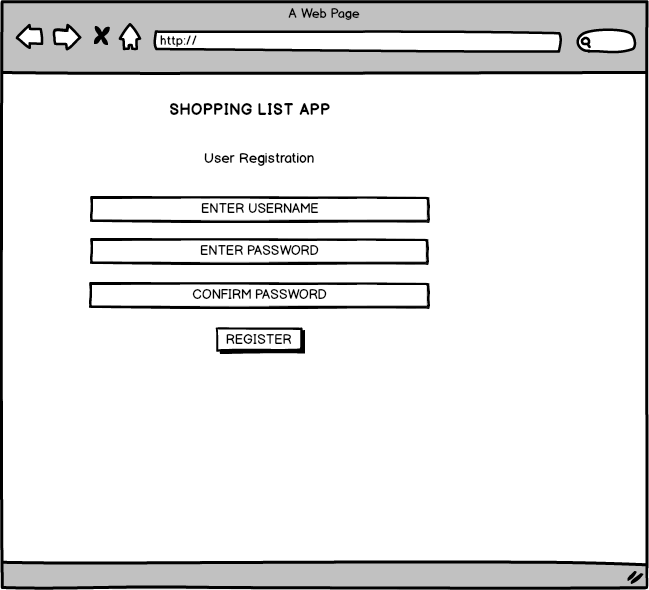 A Web Page
http://
SHOPPING LIST APP
User Registration
ENTER USERNAME
ENTER PASSWORD
CONFIRM PASSWORD
REGISTER